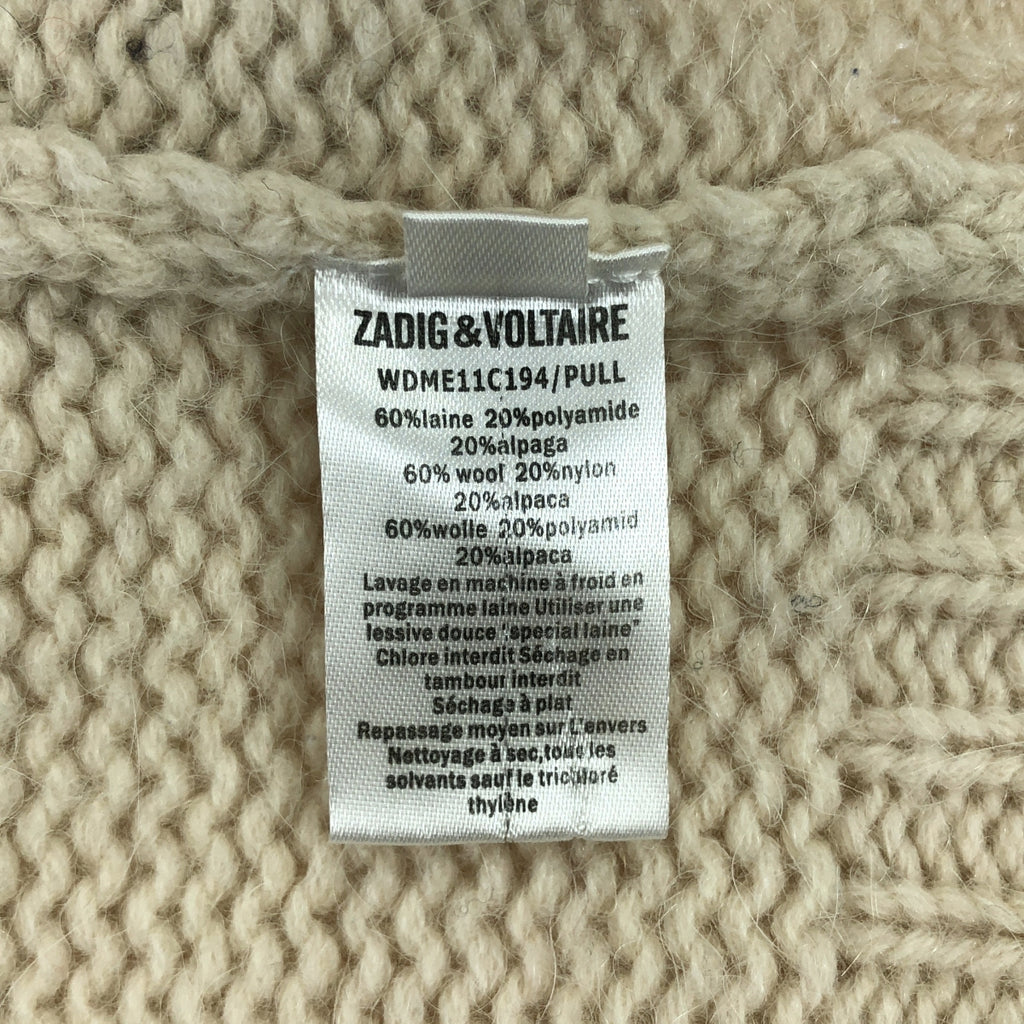 ZADIG&VOLTAIRE
WDME11C194/PULL
60%laine 20%polyamide
20%alpaga
60% wool 20%nylon
20%alpaca
60%wolle 20%polyamid
20%alpaca
Lavage en machine à froid en
programme laine Utiliser une
lessive douce "special laine"
Chlore interdit Séchage en
tambour interdit
Séchage à plat
Repassage moyen sur L'envers
Nettoyage à sec,tous les
solvants sauf le trichloré
thylène